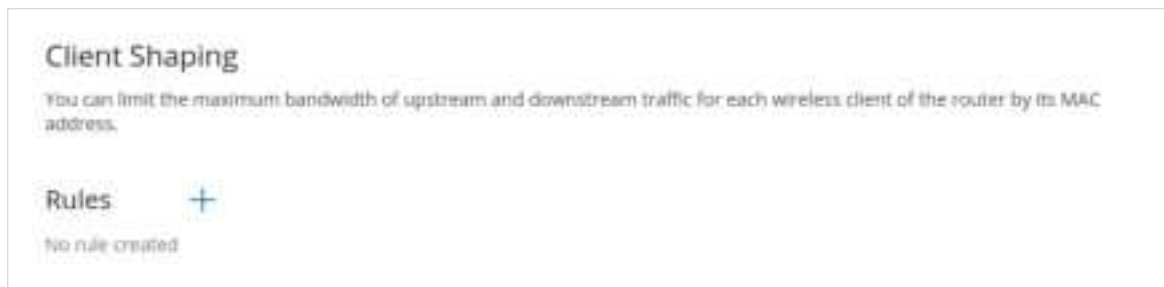 Client Shaping
You can limit the maximum bandwidth of upstream and downstream traffic for each wireless client of the router by its MAC
address.
Rules +
No rule created